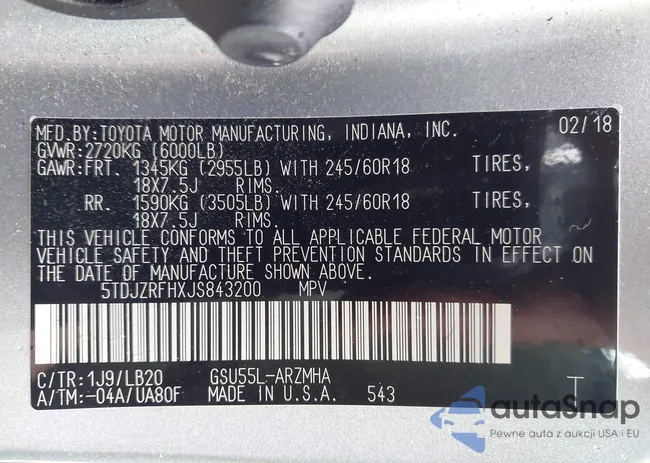 MFD.BY:TOYOTA MOTOR MANUFACTURING, INDIANA, INC. 02/18
GVWR:2720KG (6000LB)
GAWR:FRT. 1345KG (2955LB) WITH 245/60R18 TIRES,
18X7.5J RIMS.
RR. 1590KG (3505LB) WITH 245/60R18 TIRES,
18X7.5J RIMS.
THIS VEHICLE CONFORMS TO ALL APPLICABLE FEDERAL MOTOR
VEHICLE SAFETY AND THEFT PREVENTION STANDARDS IN EFFECT ON
THE DATE OF MANUFACTURE SHOWN ABOVE.
5TDJZRFHXJS843200 MPV
C/TR:1J9/LB20 GSU55L-ARZMHA
A/TM:-04A/UA80F MADE IN U.S.A. 543 T
autoSnap
Pewne auta z aukcji USA i EU